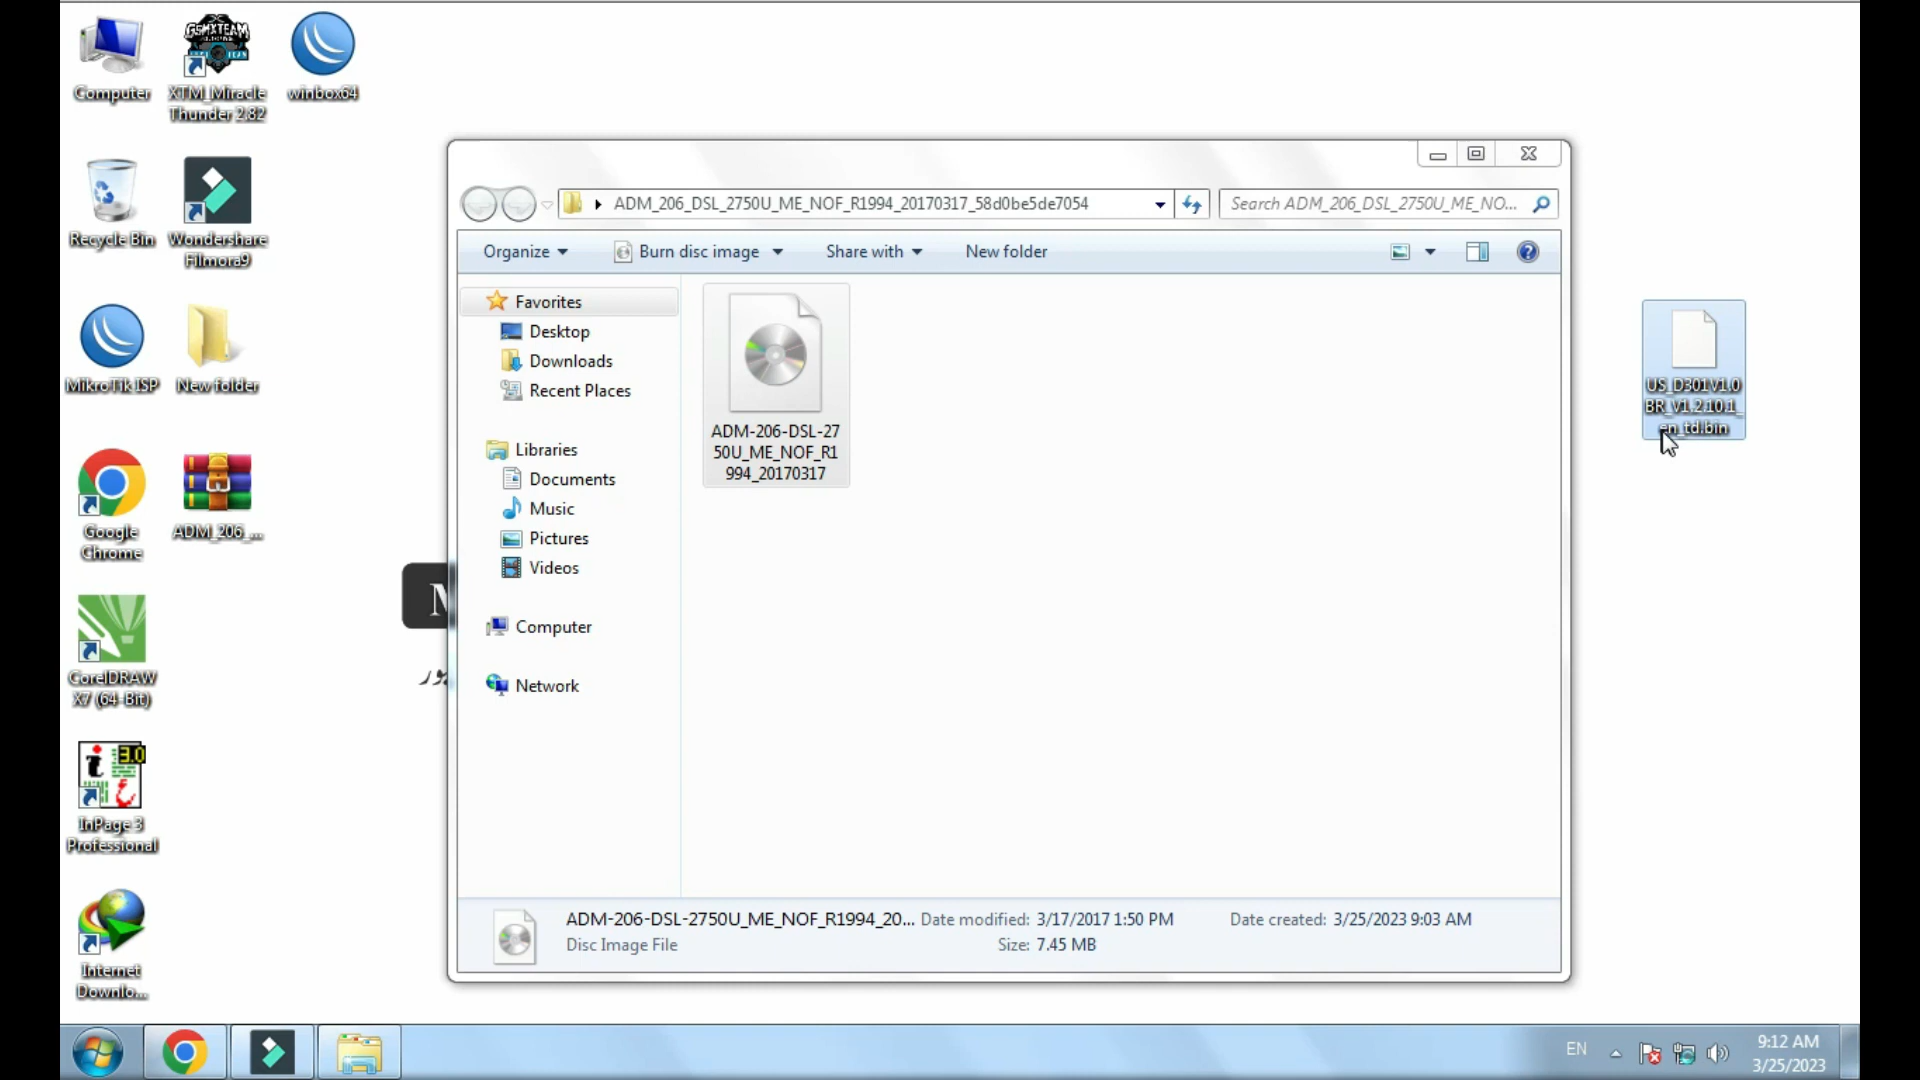 Computer
XTM_Miracle
Thunder 2.82
winbox64
GSMXTEAM
Recycle Bin
Wondershare
Filmora9
MikroTik ISP
New folder
Google
Chrome
ADM_206_...
CorelDRAW
X7 (64-Bit)
3.0
InPage 3
Professional
Internet
Downlo...
ADM_206_DSL_2750U_ME_NOF_R1994_20170317_58d0be5de7054
Search ADM_206_DSL_2750U_ME_NO...
Organize
Burn disc image
Share with
New folder
Favorites
Desktop
Downloads
Recent Places
Libraries
Documents
Music
Pictures
Videos
Computer
Network
ADM-206-DSL-27
50U_ME_NOF_R1
994_20170317
ADM-206-DSL-2750U_ME_NOF_R1994_20...
Date modified: 3/17/2017 1:50 PM
Date created: 3/25/2023 9:03 AM
Disc Image File
Size: 7.45 MB
US_D301V1.0
BR_V1.2.10.1_
en_td.bin
EN
9:12 AM
3/25/2023